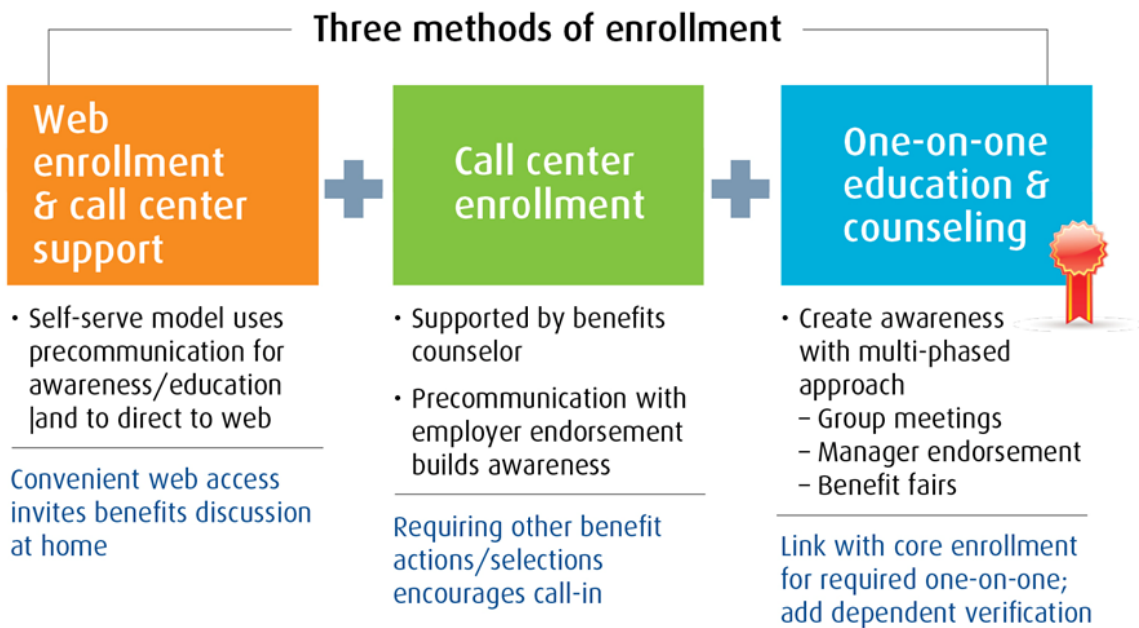 Three methods of enrollment
Web
enrollment
& call center
support
• Self-serve model uses
precommunication for
awareness/education
|and to direct to web
Convenient web access
invites benefits discussion
at home
Call center
enrollment
• Supported by benefits
counselor
• Precommunication with
employer endorsement
builds awareness
Requiring other benefit
actions/selections
encourages call-in
One-on-one
education &
counseling
• Create awareness
with multi-phased
approach
– Group meetings
– Manager endorsement
– Benefit fairs
Link with core enrollment
for required one-on-one;
add dependent verification